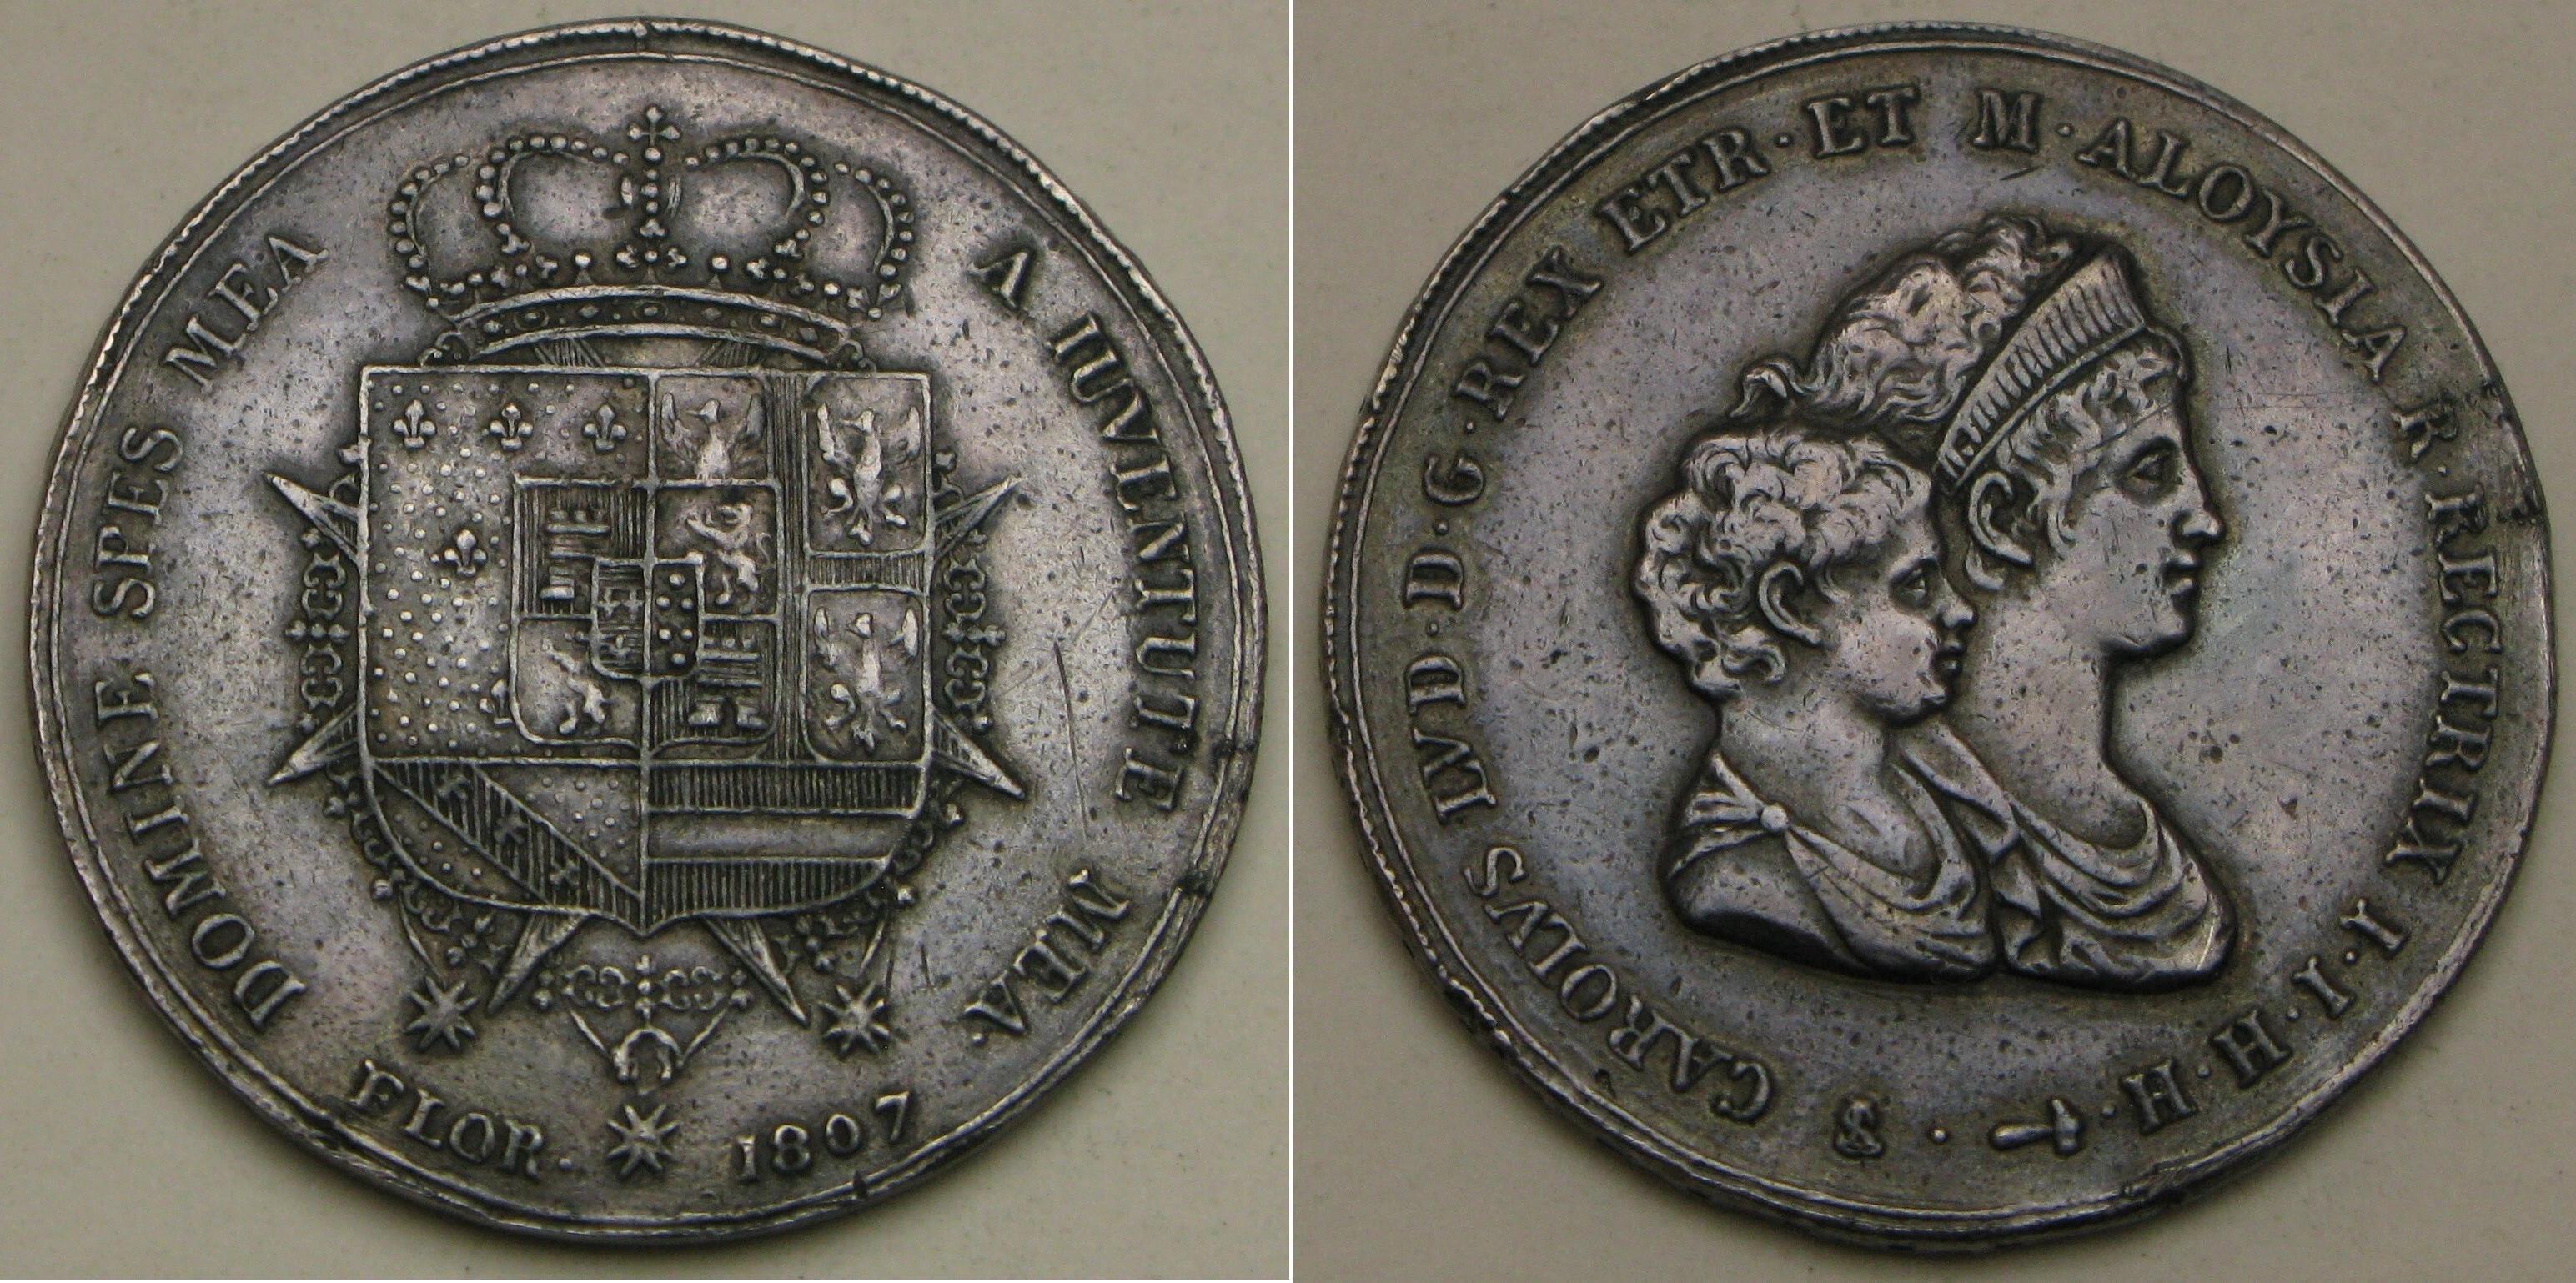 DOMINE SPES MEA A IUVENTUTE MEA.
FLOR. 1807
CAROLVS LVD·D·G·REX ETR·ET M·ALOYSIA R·RECTRIX I·I·H·H·
S